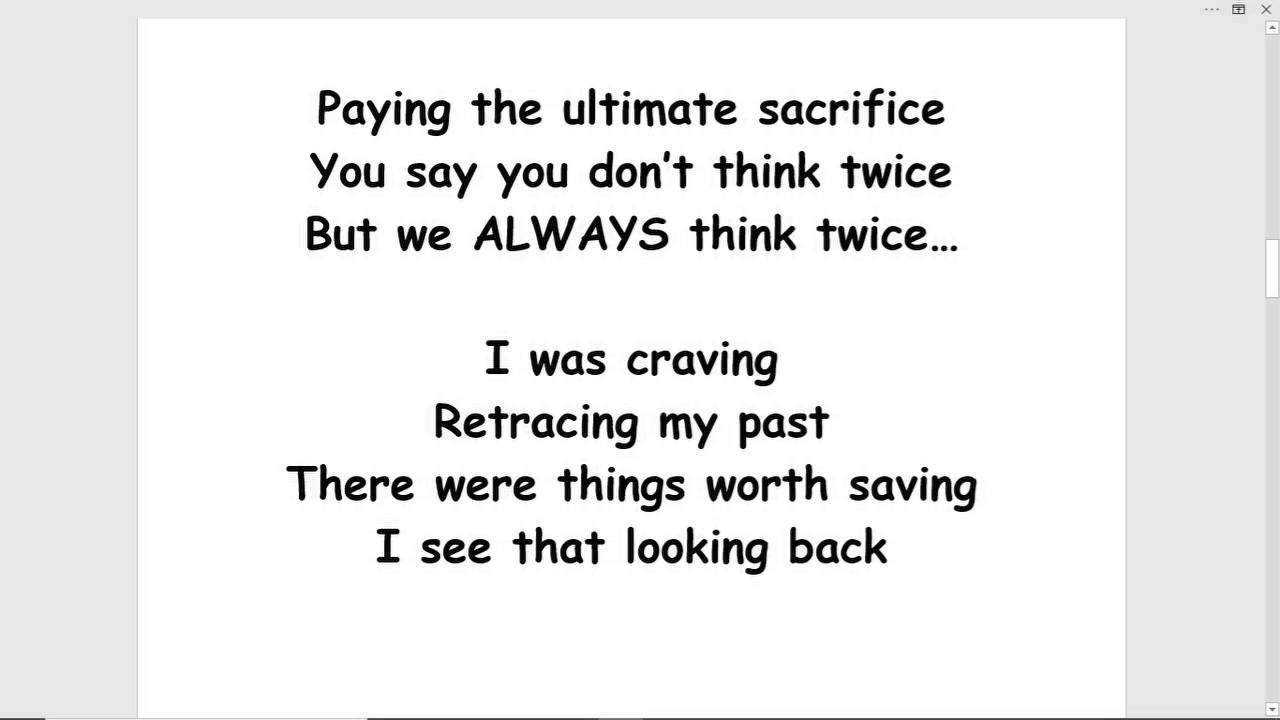 Paying the ultimate sacrifice
You say you don't think twice
But we ALWAYS think twice…
I was craving
Retracing my past
There were things worth saving
I see that looking back